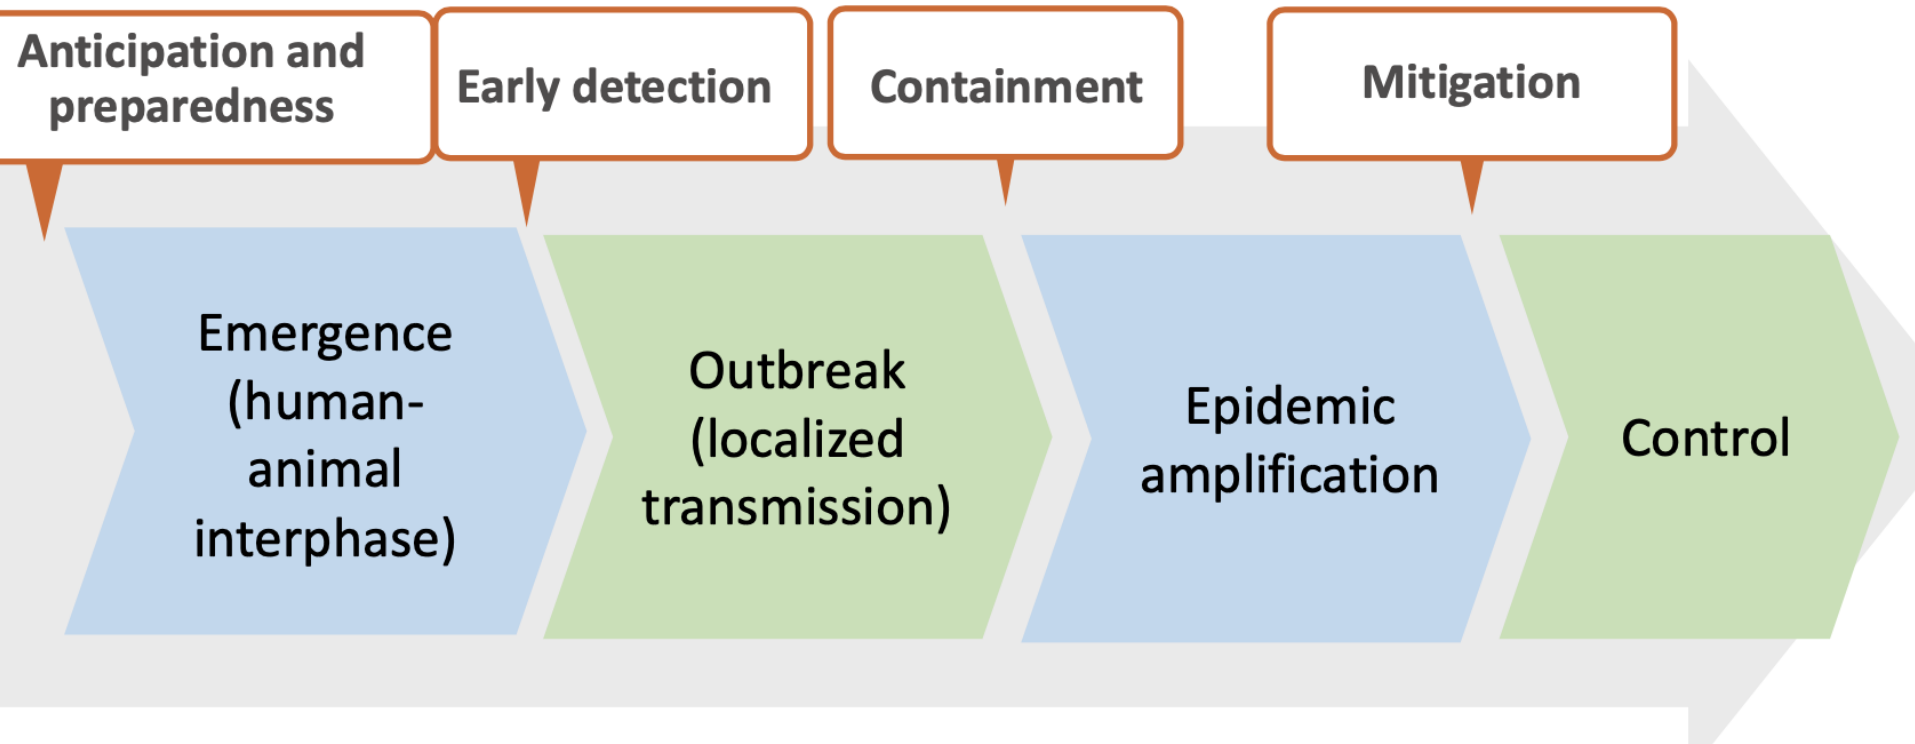 Anticipation and
preparedness
Early detection
Containment
Mitigation
Emergence
(human-
animal
interphase)
Outbreak
(localized
transmission)
Epidemic
amplification
Control